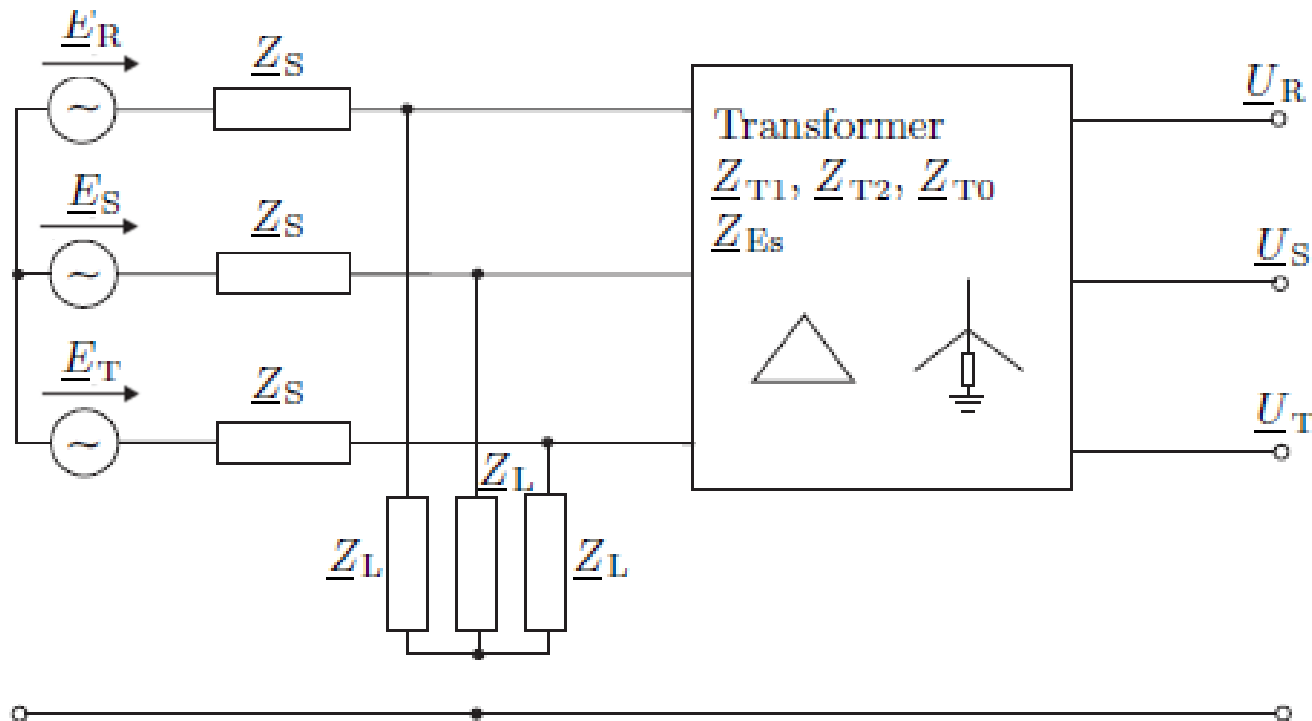 E_R
Z_S
U_R
Transformer
Z_T1, Z_T2, Z_T0
Z_Es
E_S
Z_S
U_S
E_T
Z_S
U_T
Z_L
Z_L
Z_L